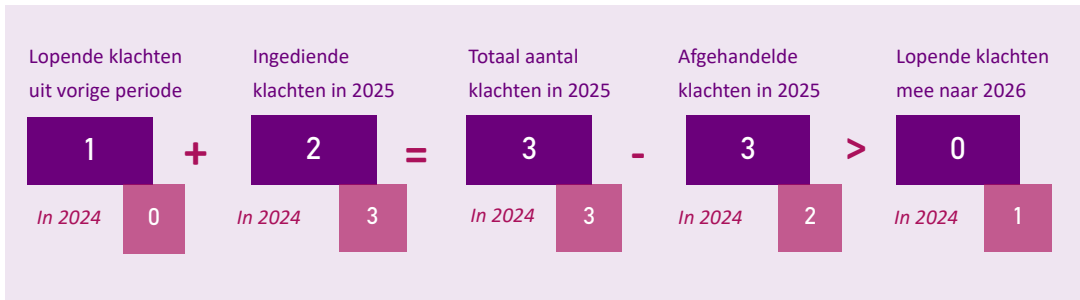 Lopende klachten
uit vorige periode
1
In 2024 0
+
Ingediende
klachten in 2025
2
In 2024 3
=
Totaal aantal
klachten in 2025
3
In 2024 3
-
Afgehandelde
klachten in 2025
3
In 2024 2
>
Lopende klachten
mee naar 2026
0
In 2024 1